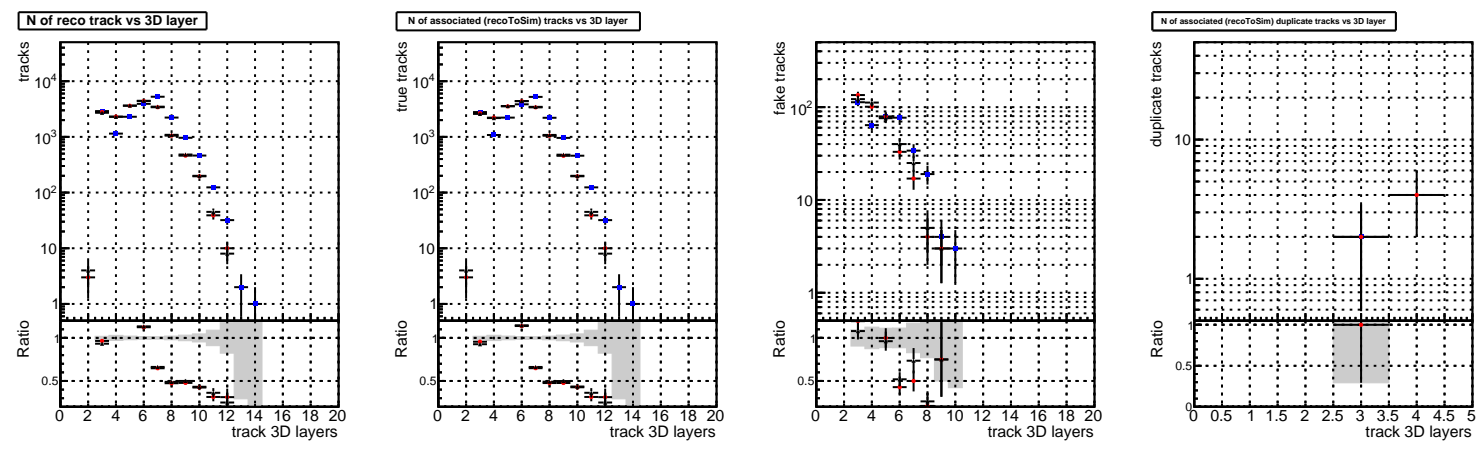 N of reco track vs 3D layer
tracks
10⁴
10³
10²
10
1
Ratio
1
0.5
0 2 4 6 8 10 12 14 16 18 20
track 3D layers
N of associated (recoToSim) tracks vs 3D layer
true tracks
10⁴
10³
10²
10
1
Ratio
1
0.5
0 2 4 6 8 10 12 14 16 18 20
track 3D layers
fake tracks
10²
10
1
Ratio
1
0.5
0 2 4 6 8 10 12 14 16 18 20
track 3D layers
N of associated (recoToSim) duplicate tracks vs 3D layer
duplicate tracks
10
1
Ratio
1
0.5
0
0 0.5 1 1.5 2 2.5 3 3.5 4 4.5 5
track 3D layers